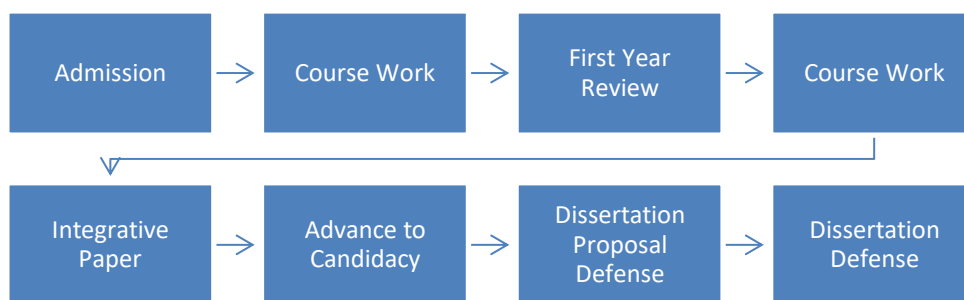 Admission
Course Work
First Year
Review
Course Work
Integrative
Paper
Advance to
Candidacy
Dissertation
Proposal
Defense
Dissertation
Defense